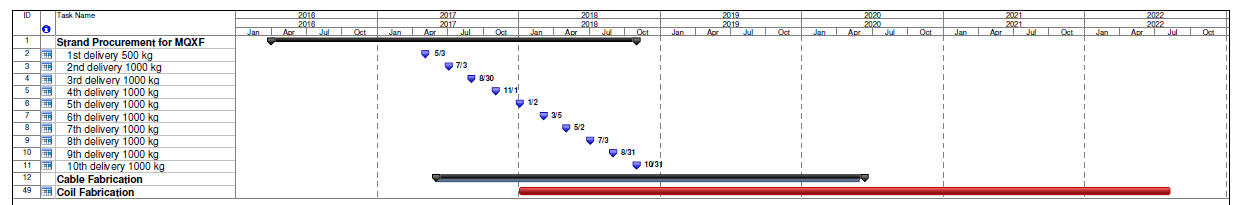 ID Task Name 2016 2017 2018 2019 2020 2021 2022
2016 2017 2018 2019 2020 2021 2022
Jan Apr Jul Oct Jan Apr Jul Oct Jan Apr Jul Oct Jan Apr Jul Oct Jan Apr Jul Oct Jan Apr Jul Oct Jan Apr Jul Oct
1 Strand Procurement for MQXF
2 1st delivery 500 kg 5/3
3 2nd delivery 1000 kg 7/3
4 3rd delivery 1000 kg 8/30
5 4th delivery 1000 kg 11/1
6 5th delivery 1000 kg 1/2
7 6th delivery 1000 kg 3/5
8 7th delivery 1000 kg 5/2
9 8th delivery 1000 kg 7/3
10 9th delivery 1000 kg 8/31
11 10th delivery 1000 kg 10/31
12 Cable Fabrication
49 Coil Fabrication